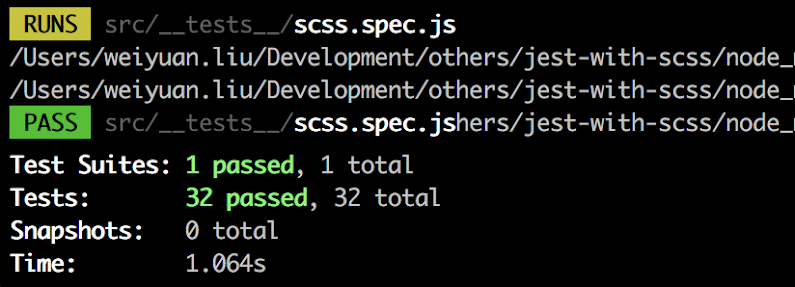 RUNS src/__tests__/scss.spec.js
/Users/weiyuan.liu/Development/others/jest-with-scss/node_
/Users/weiyuan.liu/Development/others/jest-with-scss/node_
PASS src/__tests__/scss.spec.jshers/jest-with-scss/node_
Test Suites: 1 passed, 1 total
Tests: 32 passed, 32 total
Snapshots: 0 total
Time: 1.064s